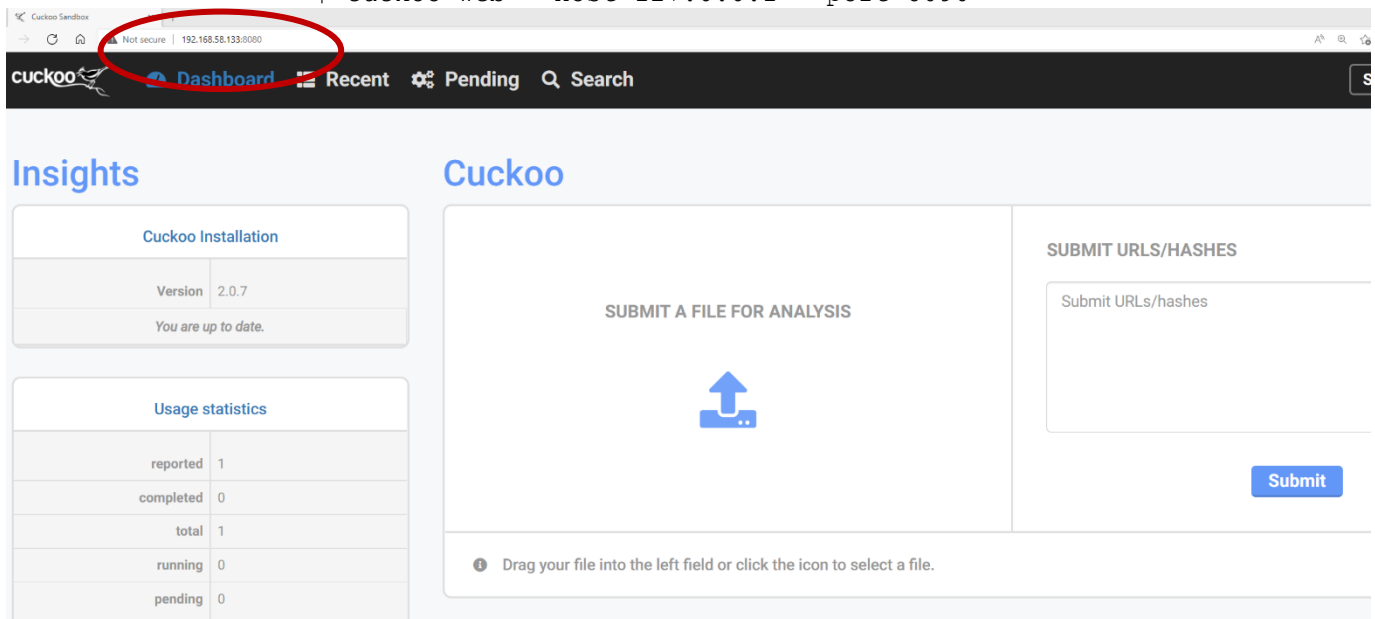 Cuckoo Sandbox
Not secure | 192.168.58.133:8080
cuckoo Dashboard Recent Pending Search S
Insights
Cuckoo
Cuckoo Installation
Version 2.0.7
You are up to date.
Usage statistics
reported 1
completed 0
total 1
running 0
pending 0
SUBMIT A FILE FOR ANALYSIS
SUBMIT URLS/HASHES
Submit URLs/hashes
Submit
Drag your file into the left field or click the icon to select a file.